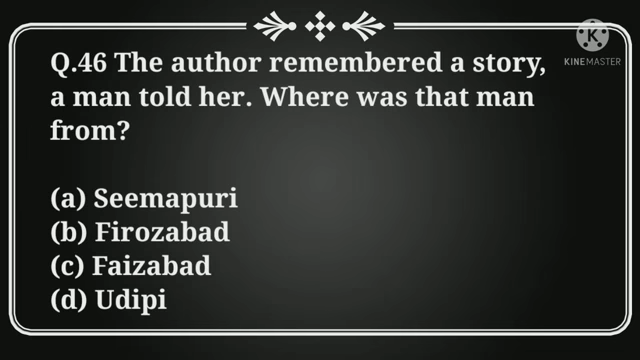 Q.46 The author remembered a story,
a man told her. Where was that man
from?
(a) Seemapuri
(b) Firozabad
(c) Faizabad
(d) Udipi
K
KINEMASTER